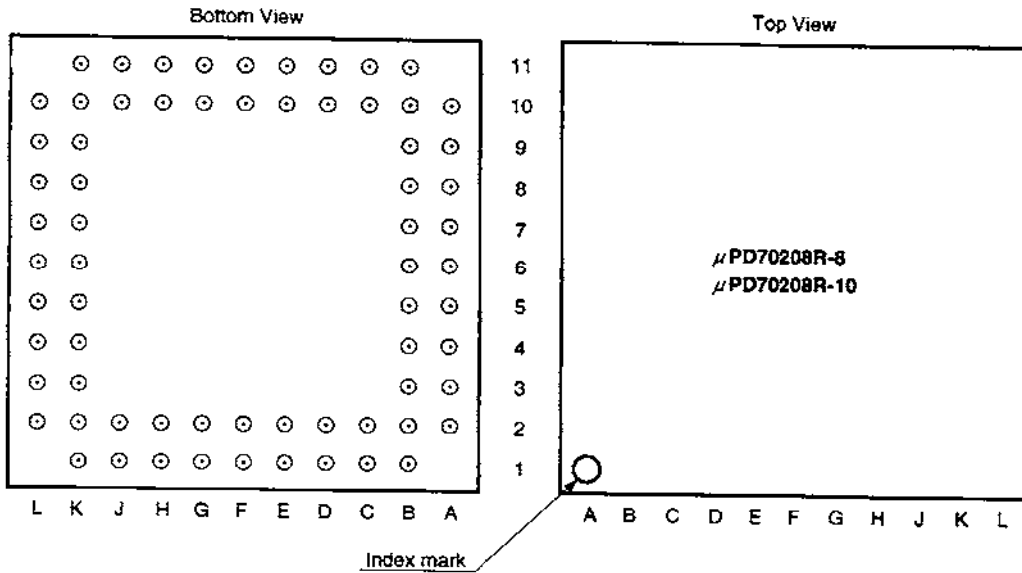 Bottom View
Top View
11
10
9
8
7
6
5
4
3
2
1
μPD70208R-8
μPD70208R-10
L K J H G F E D C B A
A B C D E F G H J K L
Index mark